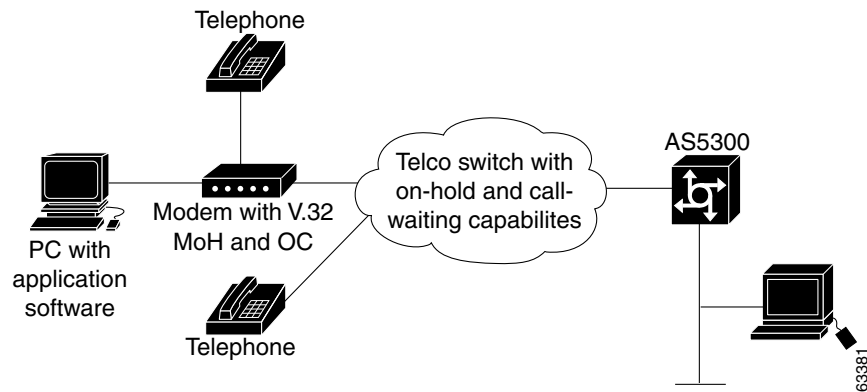 Telephone
AS5300
Telco switch with
on-hold and call-
waiting capabilites
Modem with V.32
MoH and OC
PC with
application
software
Telephone
63381